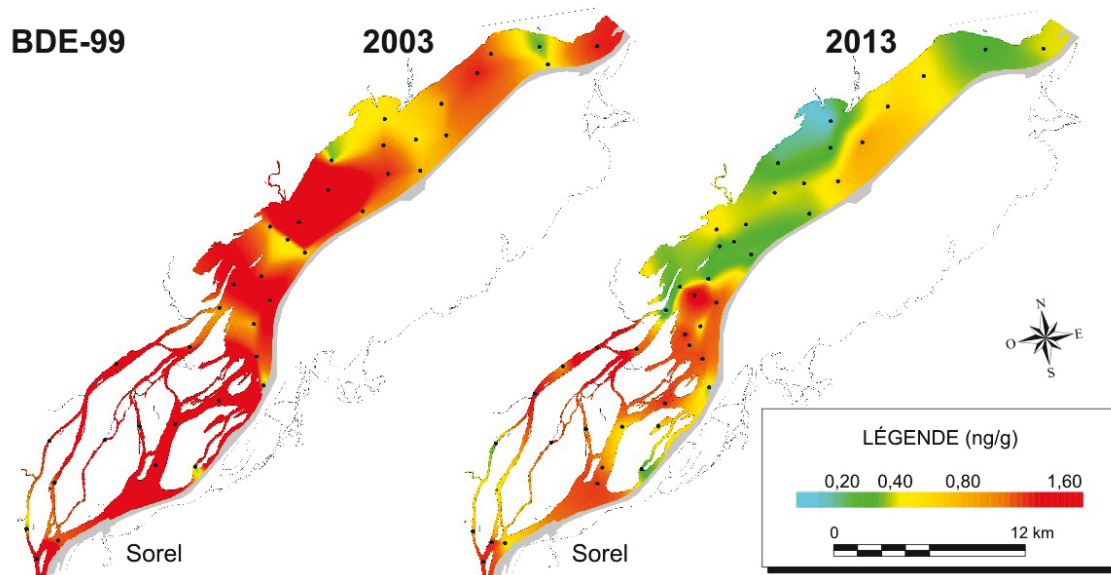 BDE-99 2003 2013
N
O E
S
LÉGENDE (ng/g)
0,20 0,40 0,80 1,60
0 12 km
Sorel Sorel